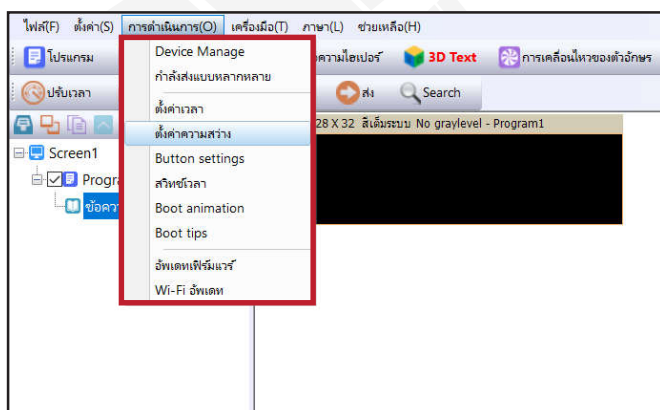 ไฟล์(F) ตั้งค่า(S) การดำเนินการ(O) เครื่องมือ(T) ภาษา(L) ช่วยเหลือ(H)
โปรแกรม
ความไฮเปอร์ 3D Text การเคลื่อนไหวของตัวอักษร
ปรับเวลา
ส่ง Search
Device Manage
กำลังส่งแบบหลากหลาย
ตั้งค่าเวลา
ตั้งค่าความสว่าง
Button settings
สวิทซ์เวลา
Boot animation
Boot tips
อัพเดทเฟิร์มแวร์
Wi-Fi อัพเดท
28 X 32 สีเต็มระบบ No graylevel - Program1
Screen1
Progra
ข้อควา